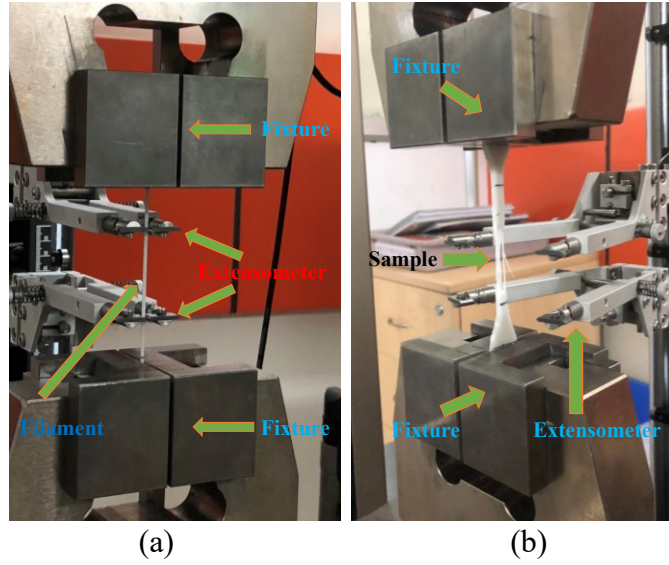 Fixture
Extensometer
Filament
Fixture
(a)
Fixture
Sample
Fixture
Extensometer
(b)